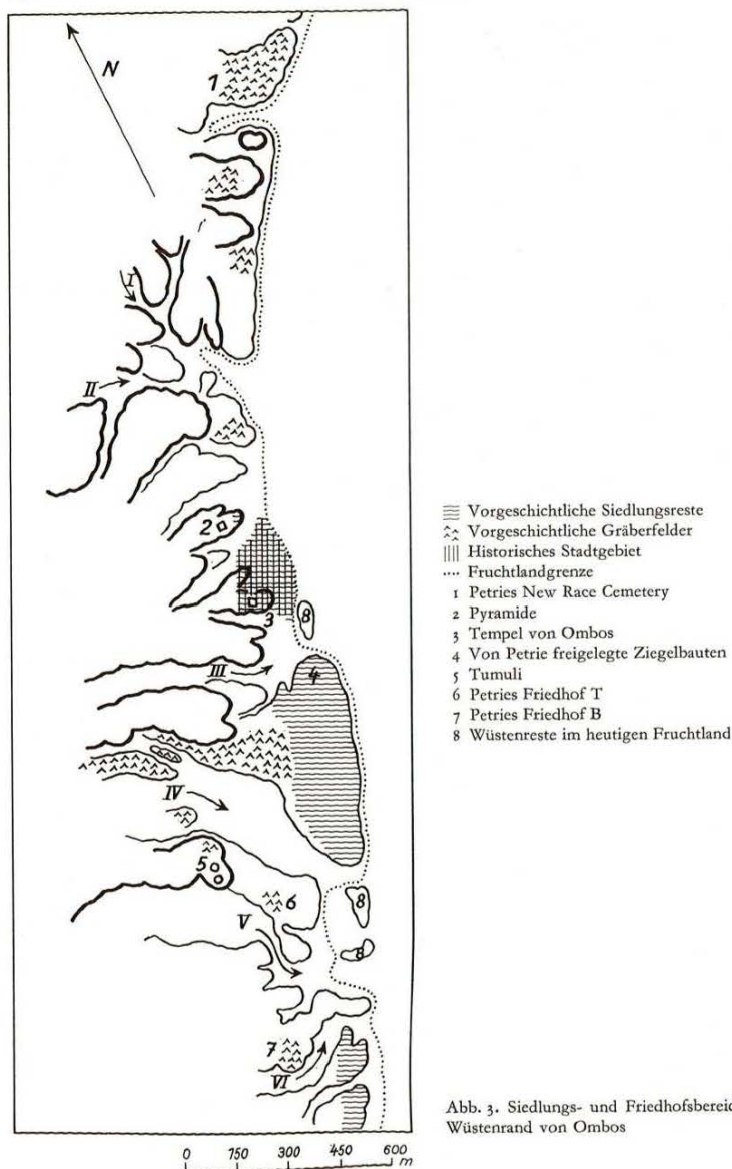 N
1
I
II
2
3
8
III
4
IV
5
6
8
V
8
7
VI
0 150 300 450 600
m
Vorgeschichtliche Siedlungsreste
Vorgeschichtliche Gräberfelder
Historisches Stadtgebiet
Fruchtlandgrenze
1 Petries New Race Cemetery
2 Pyramide
3 Tempel von Ombos
4 Von Petrie freigelegte Ziegelbauten
5 Tumuli
6 Petries Friedhof T
7 Petries Friedhof B
8 Wüstenreste im heutigen Fruchtland
Abb. 3. Siedlungs- und Friedhofsbereic
Wüstenrand von Ombos